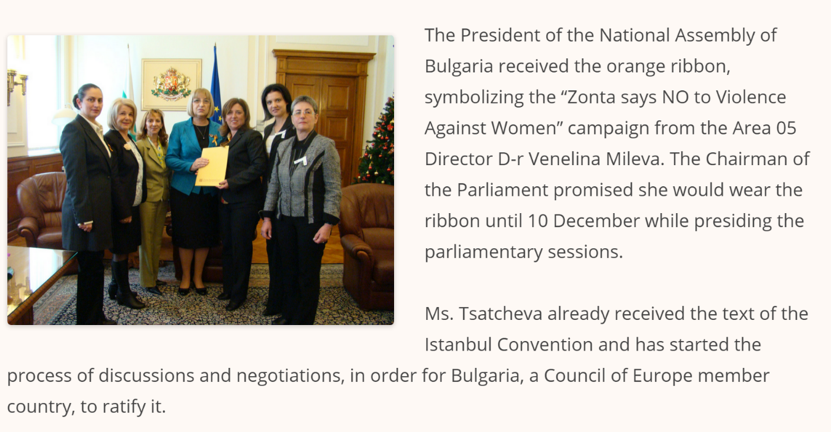 The President of the National Assembly of
Bulgaria received the orange ribbon,
symbolizing the “Zonta says NO to Violence
Against Women” campaign from the Area 05
Director D-r Venelina Mileva. The Chairman of
the Parliament promised she would wear the
ribbon until 10 December while presiding the
parliamentary sessions.
Ms. Tsatcheva already received the text of the
Istanbul Convention and has started the
process of discussions and negotiations, in order for Bulgaria, a Council of Europe member
country, to ratify it.